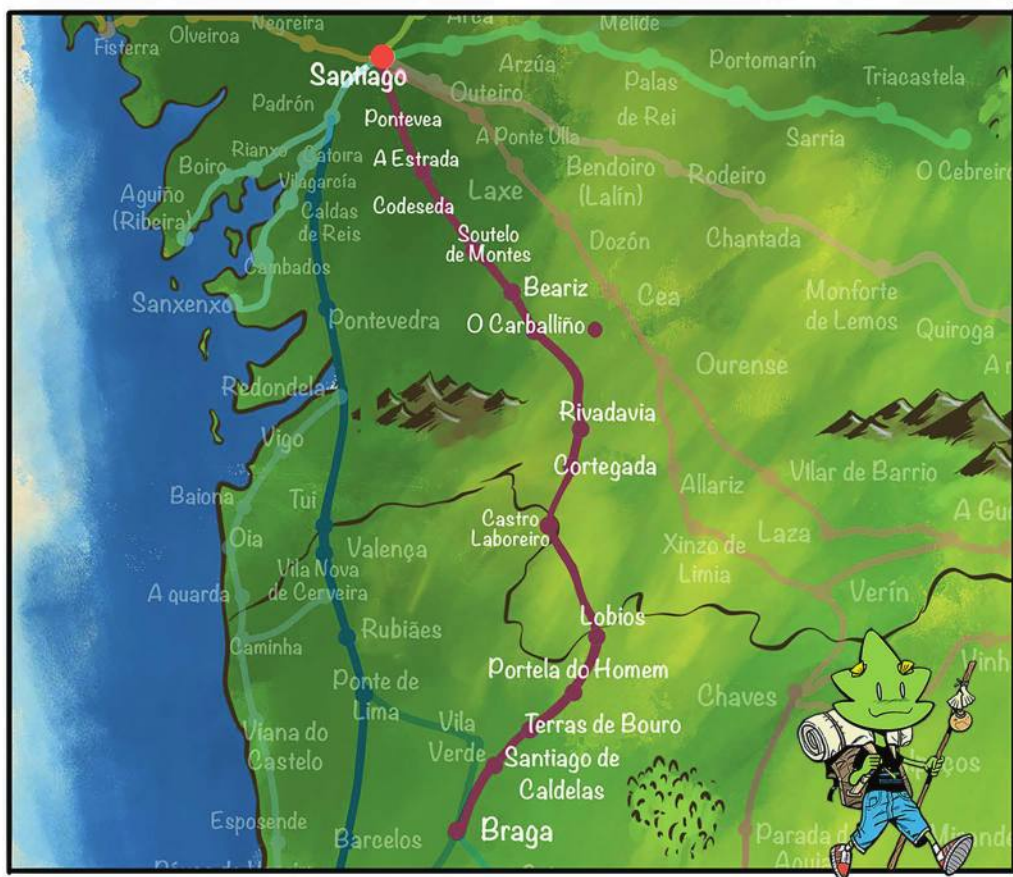 Arca
Melide
Negreira
Olveiroa
Fisterra
Santiago
Arzúa
Portomarín
Palas
de Rei
Triacastela
Outeiro
Padrón
Pontevea
A Ponte Ulla
Sarria
O Cebreiro
Rianxo
Catoira
A Estrada
Boiro
Bendoiro
(Lalín)
Rodeiro
Vilagarcía
Laxe
Aguiño
(Ribeira)
Caldas
de Reis
Codeseda
Soutelo
de Montes
Dozón
Chantada
Cambados
Beariz
Cea
Sanxenxo
Monforte
de Lemos
Pontevedra
O Carballiño
Quiroga
Ourense
Redondela
Rivadavia
Vigo
Cortegada
Vilar de Barrio
Allariz
Baiona
Tui
Castro
Laboreiro
Laza
A Gu
Oia
Valença
Xinzo de
Limia
Vila Nova
de Cerveira
A guarda
Verín
Lobios
Rubiães
Caminha
Portela do Homem
Vinh
Ponte de
Lima
Chaves
Viana do
Castelo
Vila
Verde
Terras de Bouro
Santiago de
Caldelas
Esposende
Braga
Barcelos
Parada d